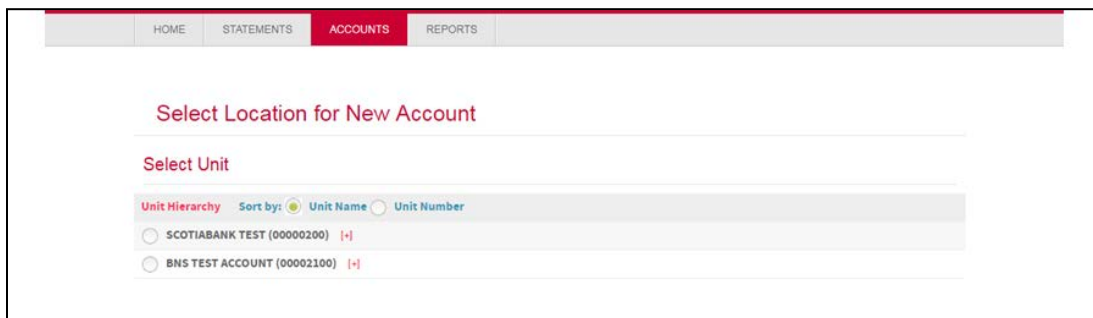 HOME STATEMENTS ACCOUNTS REPORTS
Select Location for New Account
Select Unit
Unit Hierarchy Sort by: Unit Name Unit Number
SCOTIABANK TEST (00000200) [+]
BNS TEST ACCOUNT (00002100) [+]